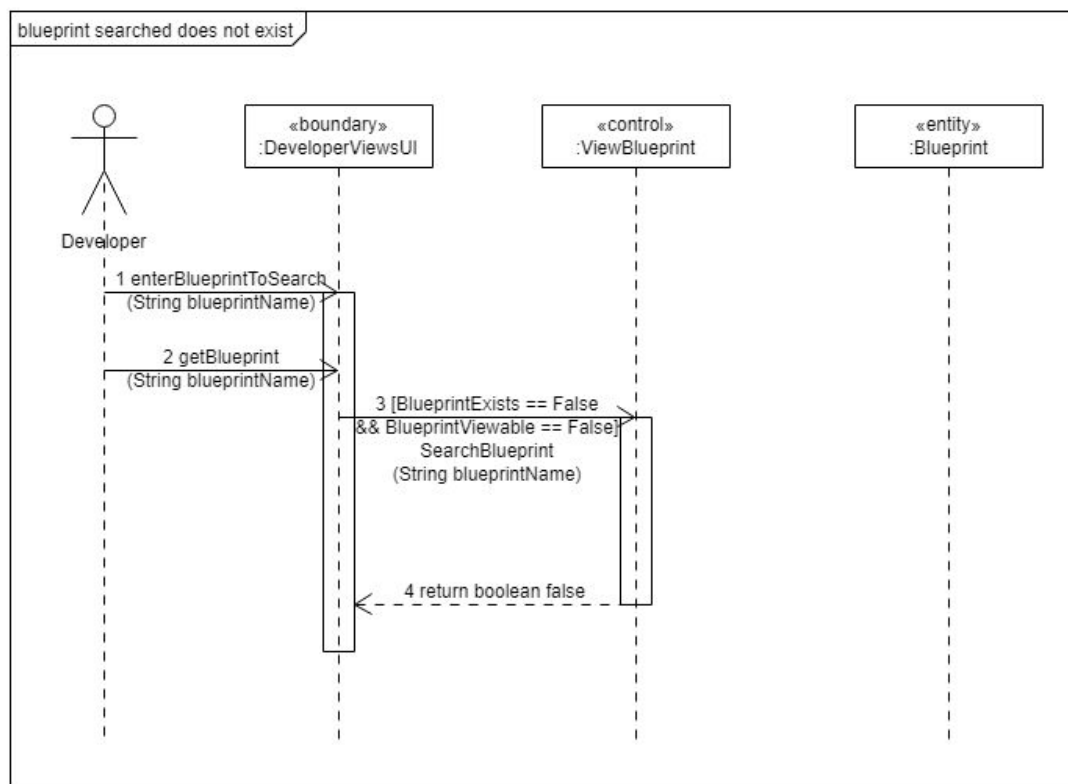 blueprint searched does not exist
«boundary»
:DeveloperViewsUI
«control»
:ViewBlueprint
«entity»
:Blueprint
Developer
1 enterBlueprintToSearch
(String blueprintName)
2 getBlueprint
(String blueprintName)
3 [BlueprintExists == False
&& BlueprintViewable == False]
SearchBlueprint
(String blueprintName)
4 return boolean false